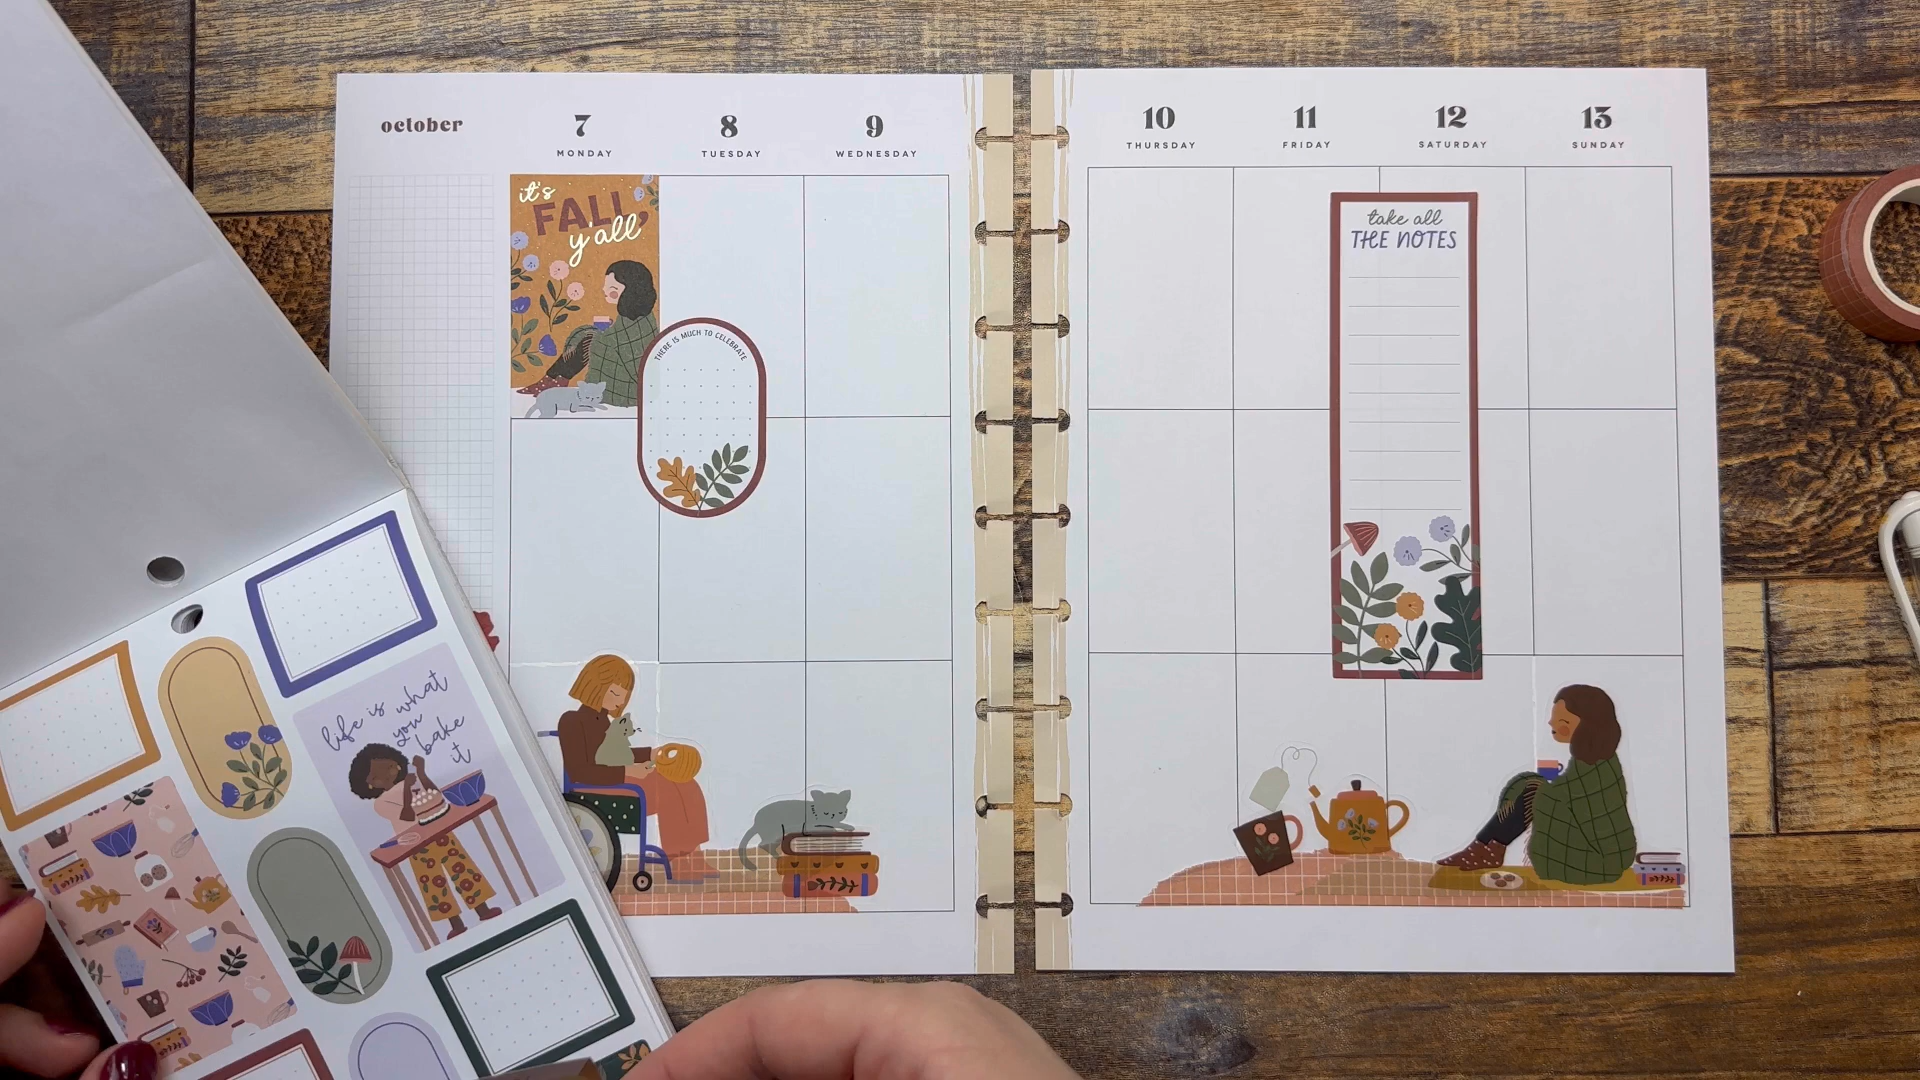 october
7
MONDAY
8
TUESDAY
9
WEDNESDAY
10
THURSDAY
11
FRIDAY
12
SATURDAY
13
SUNDAY
it's
FALL,
y'all
THERE IS MUCH TO CELEBRATE
take all
THE NOTES
life is what
you
bake
it